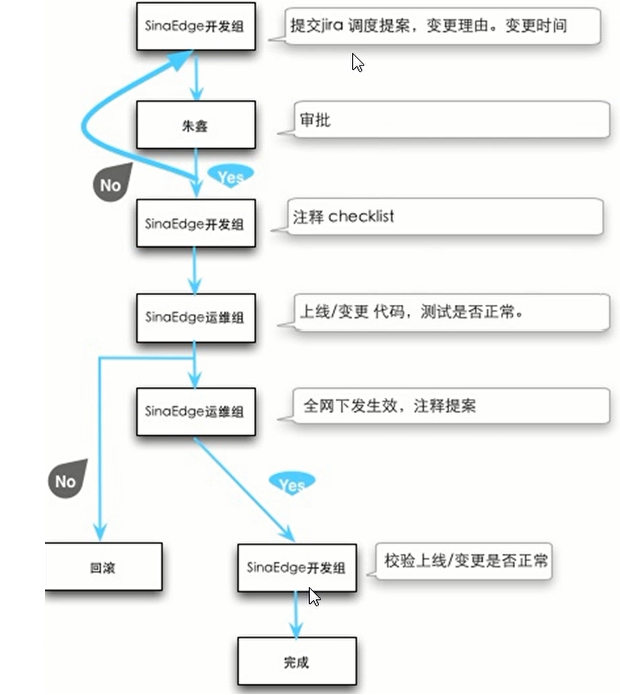 SinaEdge开发组
提交jira 调度提案，变更理由。变更时间
朱鑫
审批
No
Yes
SinaEdge开发组
注释 checklist
SinaEdge运维组
上线/变更 代码，测试是否正常。
SinaEdge运维组
全网下发生效，注释提案
No
Yes
回滚
SinaEdge开发组
校验上线/变更是否正常
完成